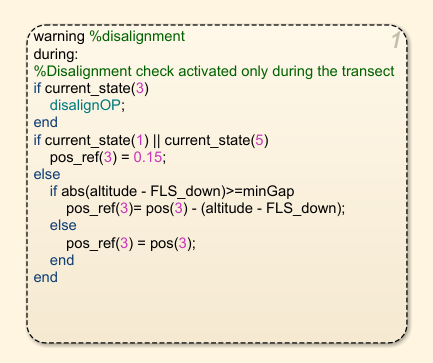 warning %disalignment
1
during:
%Disalignment check activated only during the transect
if current_state(3)
disalignOP;
end
if current_state(1) || current_state(5)
pos_ref(3) = 0.15;
else
if abs(altitude - FLS_down)>=minGap
pos_ref(3)= pos(3) - (altitude - FLS_down);
else
pos_ref(3) = pos(3);
end
end